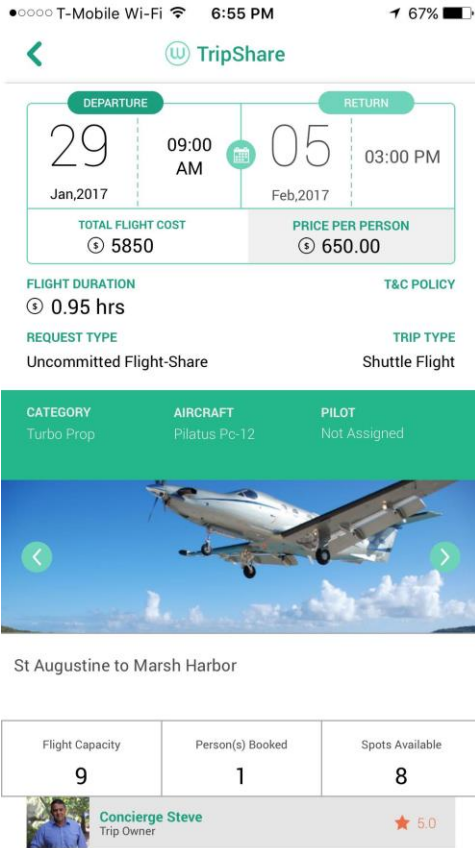 T-Mobile Wi-Fi 6:55 PM 67%
TripShare
DEPARTURE RETURN
29 09:00 AM 05 03:00 PM
Jan,2017 Feb,2017
TOTAL FLIGHT COST PRICE PER PERSON
$ 5850 $ 650.00
FLIGHT DURATION T&C POLICY
$ 0.95 hrs
REQUEST TYPE TRIP TYPE
Uncommitted Flight-Share Shuttle Flight
CATEGORY AIRCRAFT PILOT
Turbo Prop Pilatus Pc-12 Not Assigned
St Augustine to Marsh Harbor
Flight Capacity Person(s) Booked Spots Available
9 1 8
Concierge Steve
Trip Owner 5.0